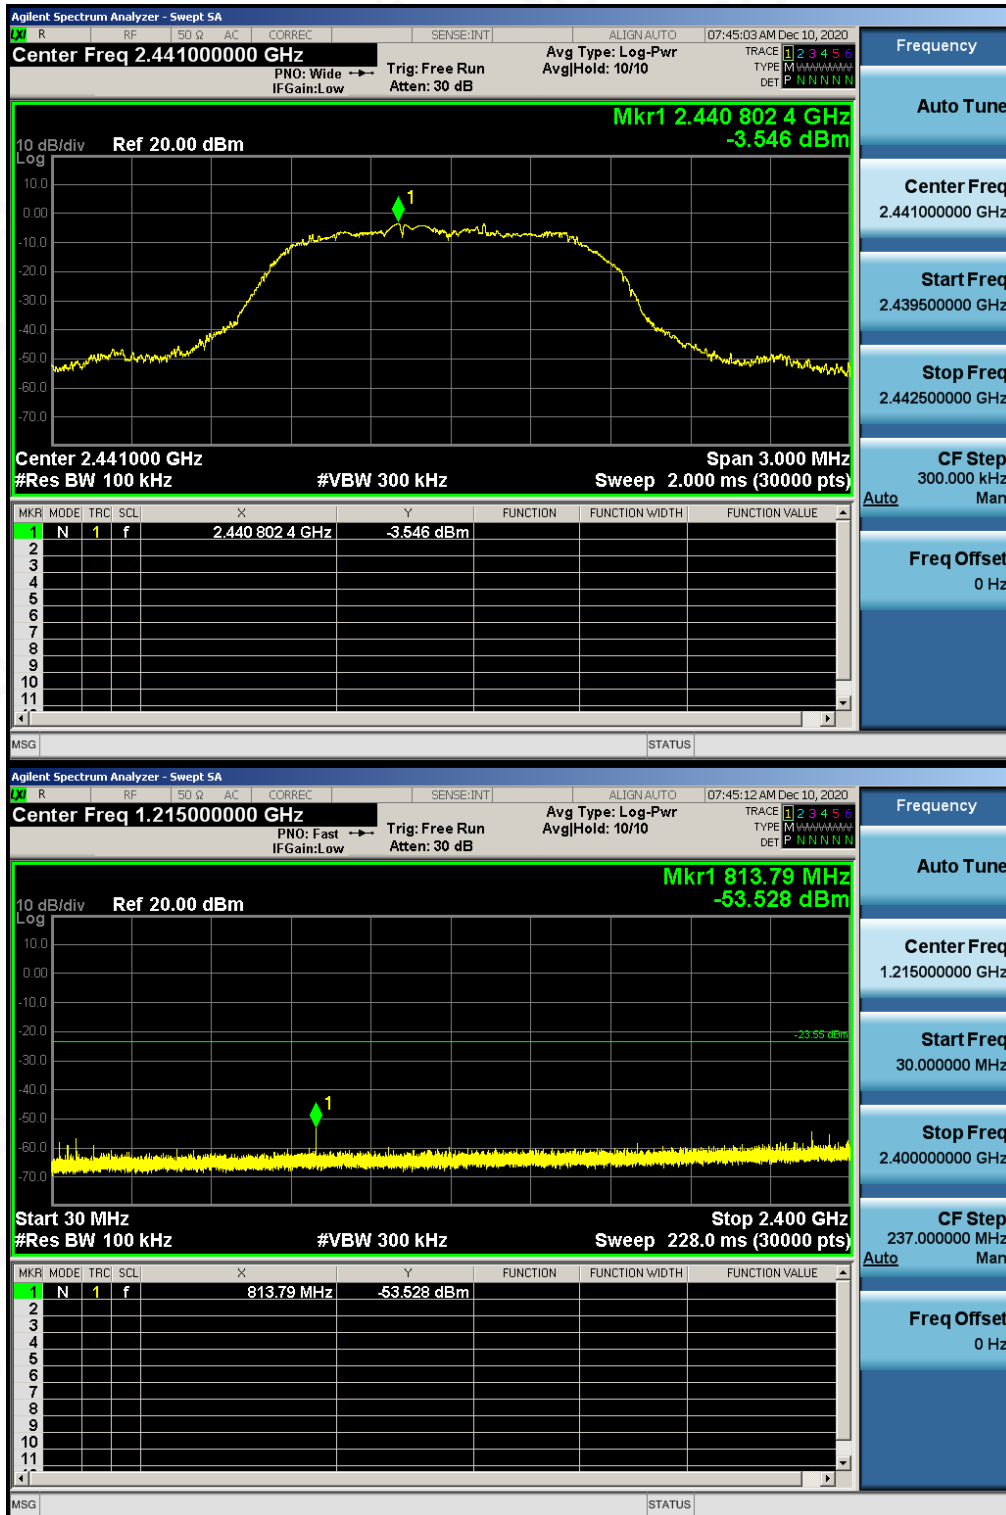 Agilent Spectrum Analyzer - Swept SA
LXI R RF 50 Ω AC CORREC SENSE:INT ALIGN AUTO 07:45:03 AM Dec 10, 2020
Center Freq 2.441000000 GHz
PNO: Wide Trig: Free Run Avg Type: Log-Pwr TRACE 1 2 3 4 5 6
IFGain:Low Atten: 30 dB Avg|Hold: 10/10 TYPE M WWWWW
DET P N N N N N
Mkr1 2.440 802 4 GHz
-3.546 dBm
10 dB/div Ref 20.00 dBm
Log
10.0
0.00
-10.0
-20.0
-30.0
-40.0
-50.0
-60.0
-70.0
1
Center 2.441000 GHz Span 3.000 MHz
#Res BW 100 kHz #VBW 300 kHz Sweep 2.000 ms (30000 pts)
MKR MODE TRC SCL X Y FUNCTION FUNCTION WIDTH FUNCTION VALUE
1 N 1 f 2.440 802 4 GHz -3.546 dBm
2
3
4
5
6
7
8
9
10
11
MSG STATUS
Frequency
Auto Tune
Center Freq
2.441000000 GHz
Start Freq
2.439500000 GHz
Stop Freq
2.442500000 GHz
CF Step
300.000 kHz
Auto Man
Freq Offset
0 Hz
Agilent Spectrum Analyzer - Swept SA
LXI R RF 50 Ω AC CORREC SENSE:INT ALIGN AUTO 07:45:12 AM Dec 10, 2020
Center Freq 1.215000000 GHz
PNO: Fast Trig: Free Run Avg Type: Log-Pwr TRACE 1 2 3 4 5 6
IFGain:Low Atten: 30 dB Avg|Hold: 10/10 TYPE M WWWWW
DET P N N N N N
Mkr1 813.79 MHz
-53.528 dBm
10 dB/div Ref 20.00 dBm
Log
10.0
0.00
-10.0
-20.0
-30.0
-40.0
-50.0
-60.0
-70.0
-23.55 dBm
1
Start 30 MHz Stop 2.400 GHz
#Res BW 100 kHz #VBW 300 kHz Sweep 228.0 ms (30000 pts)
MKR MODE TRC SCL X Y FUNCTION FUNCTION WIDTH FUNCTION VALUE
1 N 1 f 813.79 MHz -53.528 dBm
2
3
4
5
6
7
8
9
10
11
MSG STATUS
Frequency
Auto Tune
Center Freq
1.215000000 GHz
Start Freq
30.000000 MHz
Stop Freq
2.400000000 GHz
CF Step
237.000000 MHz
Auto Man
Freq Offset
0 Hz